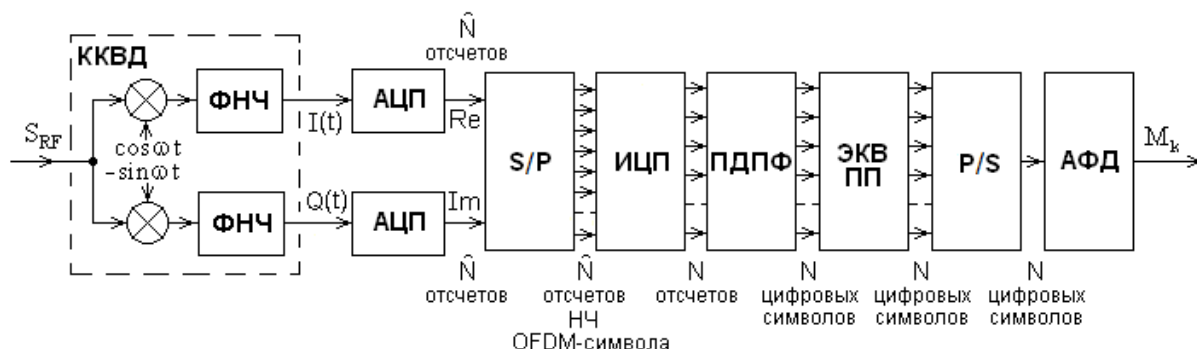 ККВД
N̂
отсчетов
ФНЧ
АЦП
I(t)
Re
S_RF
cosωt
-sinωt
S/P
ИЦП
ПДПФ
ЭКВ
ПП
P/S
АФД
M_k
ФНЧ
Q(t)
АЦП
Im
N̂
отсчетов
N̂
отсчетов
НЧ
OFDM-символа
N
отсчетов
N
цифровых
символов
N
цифровых
символов
N
цифровых
символов